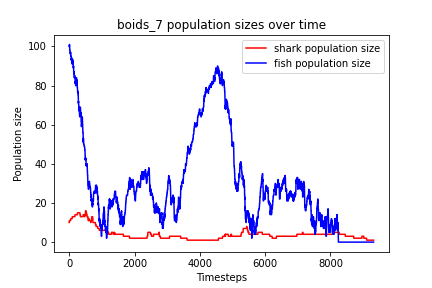 boids_7 population sizes over time
shark population size
fish population size
Population size
100
80
60
40
20
0
0 2000 4000 6000 8000
Timesteps